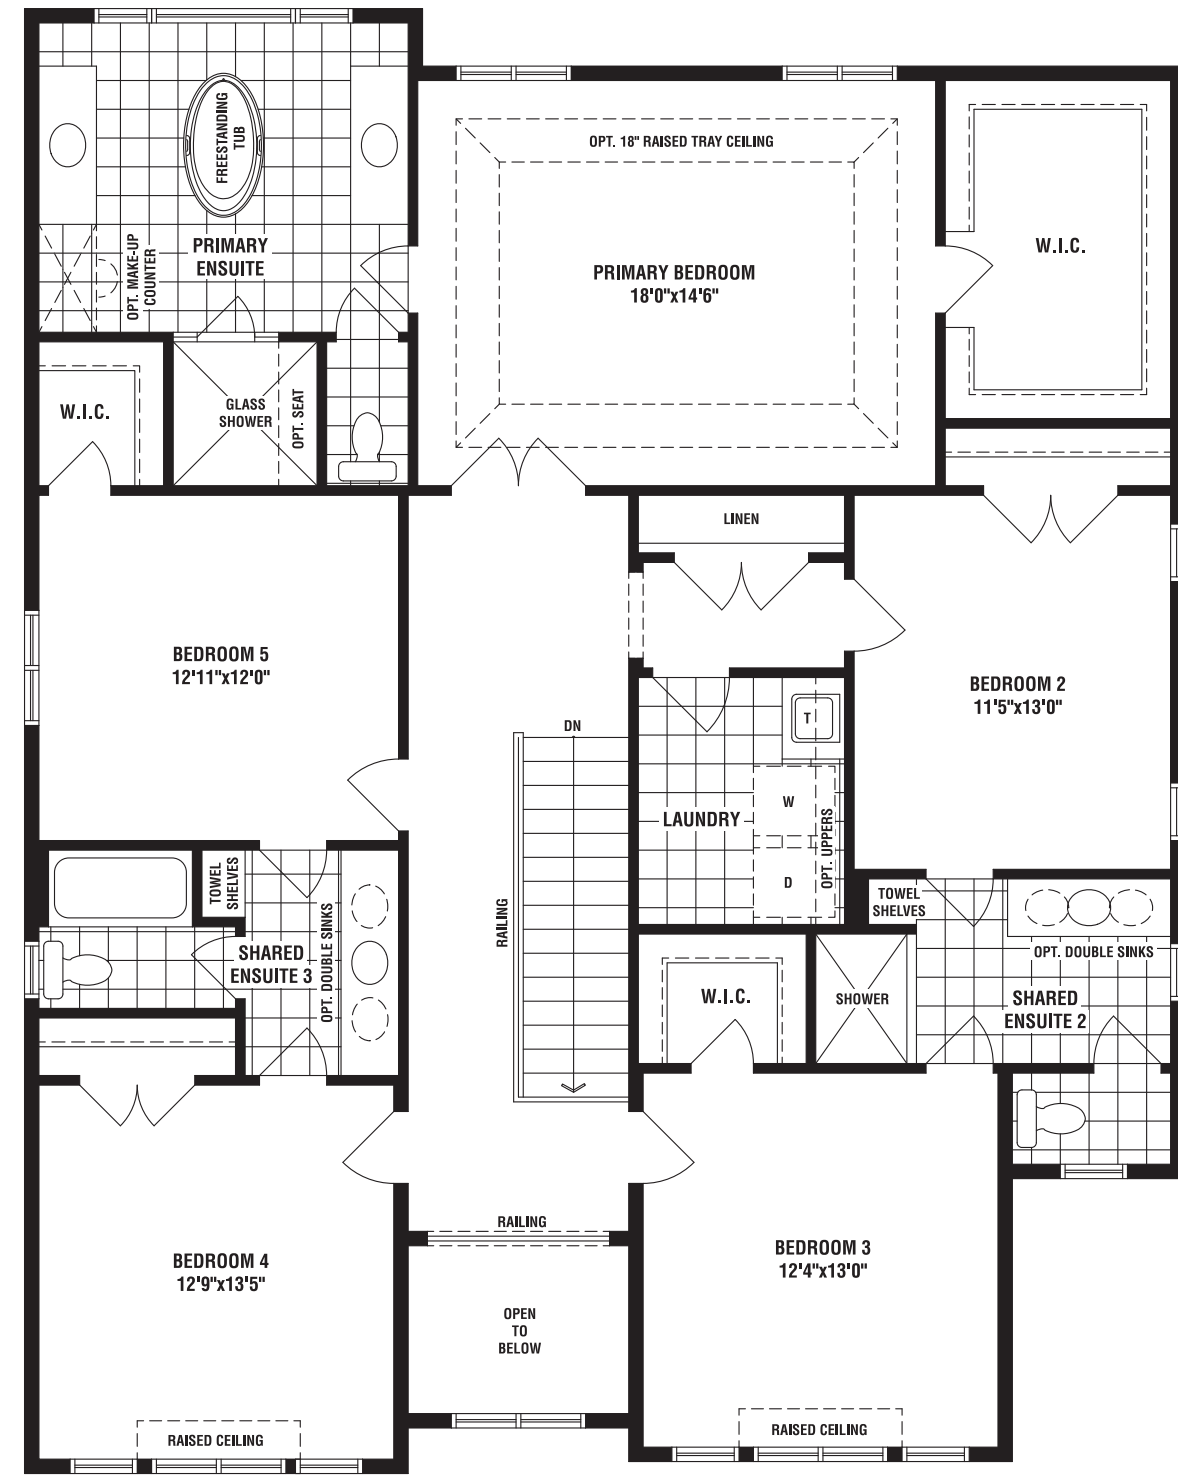 FREESTANDING
TUB
OPT. 18" RAISED TRAY CEILING
PRIMARY
ENSUITE
OPT. MAKE-UP
COUNTER
PRIMARY BEDROOM
18'0"x14'6"
W.I.C.
W.I.C.
GLASS
SHOWER
OPT. SEAT
LINEN
BEDROOM 5
12'11"x12'0"
BEDROOM 2
11'5"x13'0"
DN
T
LAUNDRY
W
D
OPT. UPPERS
RAILING
TOWEL
SHELVES
OPT. DOUBLE SINKS
SHARED
ENSUITE 3
TOWEL
SHELVES
OPT. DOUBLE SINKS
W.I.C.
SHOWER
SHARED
ENSUITE 2
RAILING
BEDROOM 4
12'9"x13'5"
BEDROOM 3
12'4"x13'0"
OPEN
TO
BELOW
RAISED CEILING
RAISED CEILING